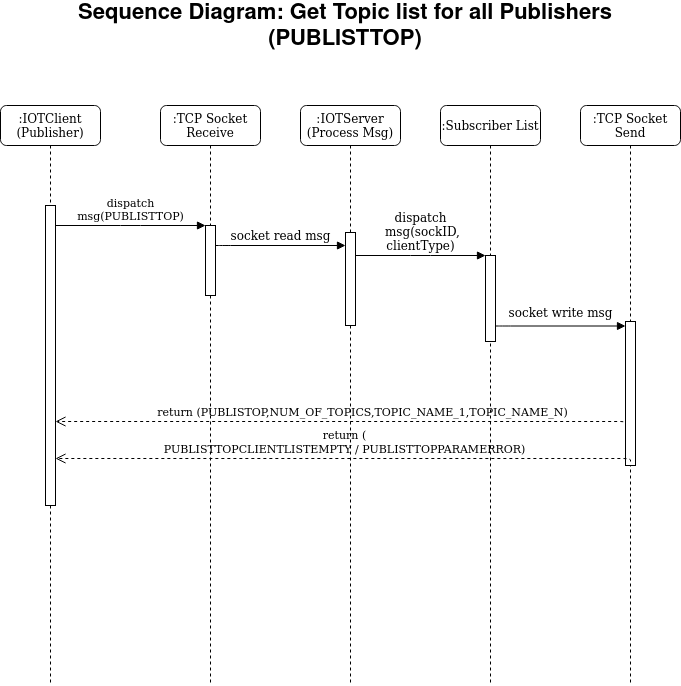 Sequence Diagram: Get Topic list for all Publishers
(PUBLISTTOP)
:IOTClient
(Publisher)
:TCP Socket
Receive
:IOTServer
(Process Msg)
:Subscriber List
:TCP Socket
Send
dispatch
msg(PUBLISTTOP)
socket read msg
dispatch
msg(sockID,
clientType)
socket write msg
return (PUBLISTOP,NUM_OF_TOPICS,TOPIC_NAME_1,TOPIC_NAME_N)
return (
PUBLISTTOPCLIENTLISTEMPTY / PUBLISTTOPPARAMERROR)